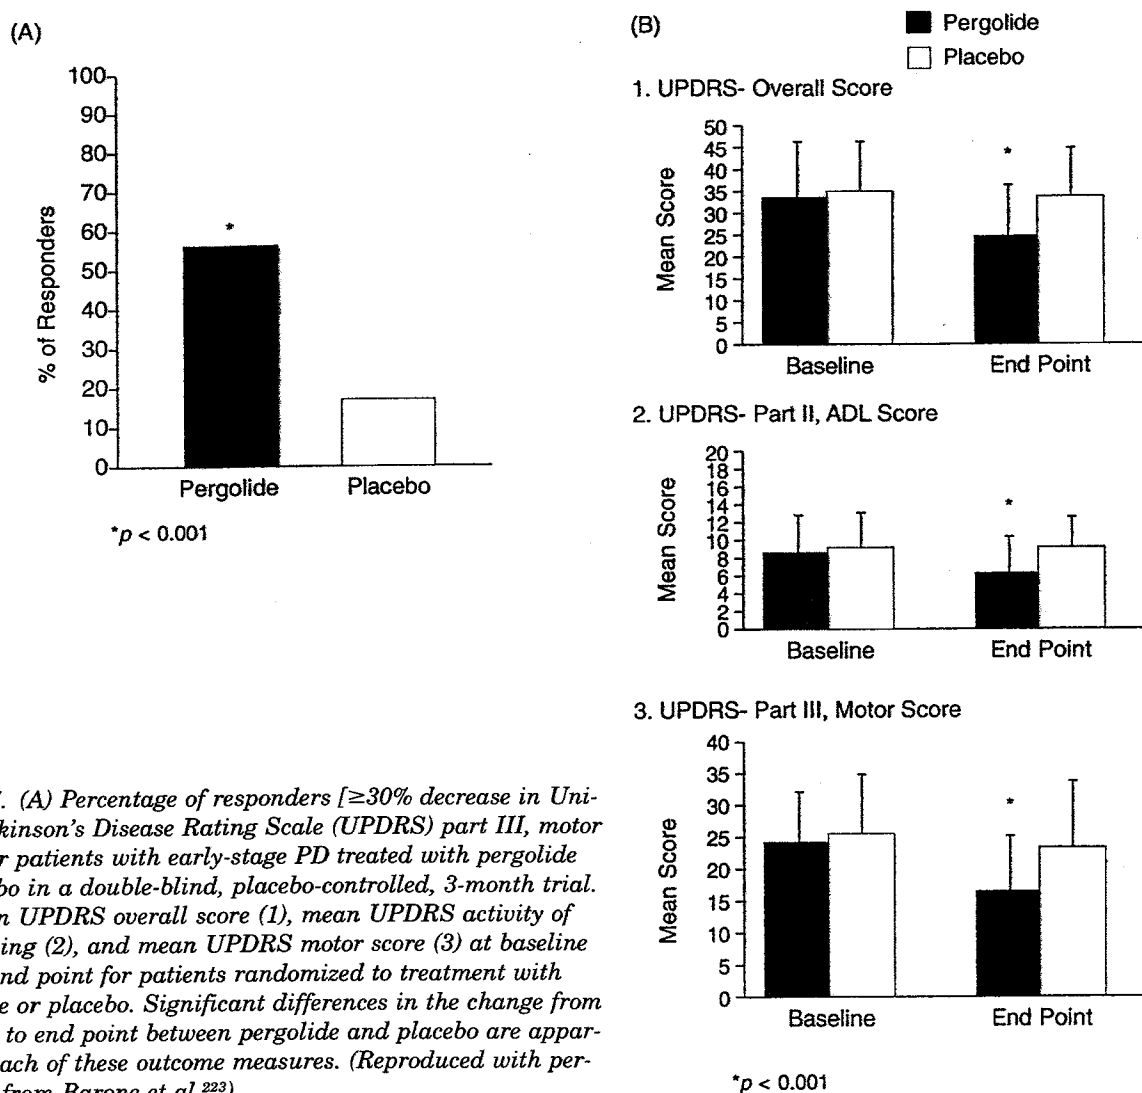 (A)
100
90
80
70
60
50
40
30
20
10
0
% of Responders
*
Pergolide
Placebo
*p < 0.001
(B)
Pergolide
Placebo
1. UPDRS- Overall Score
50
45
40
35
30
25
20
15
10
5
0
Mean Score
*
Baseline
End Point
2. UPDRS- Part II, ADL Score
20
18
16
14
12
10
8
6
4
2
0
Mean Score
*
Baseline
End Point
3. UPDRS- Part III, Motor Score
40
35
30
25
20
15
10
5
0
Mean Score
*
Baseline
End Point
*p < 0.001
. (A) Percentage of responders [≥30% decrease in Uni-
kinson's Disease Rating Scale (UPDRS) part III, motor
r patients with early-stage PD treated with pergolide
bo in a double-blind, placebo-controlled, 3-month trial.
n UPDRS overall score (1), mean UPDRS activity of
ing (2), and mean UPDRS motor score (3) at baseline
nd point for patients randomized to treatment with
e or placebo. Significant differences in the change from
to end point between pergolide and placebo are appar-
ach of these outcome measures. (Reproduced with per-
from Barone et al.223)